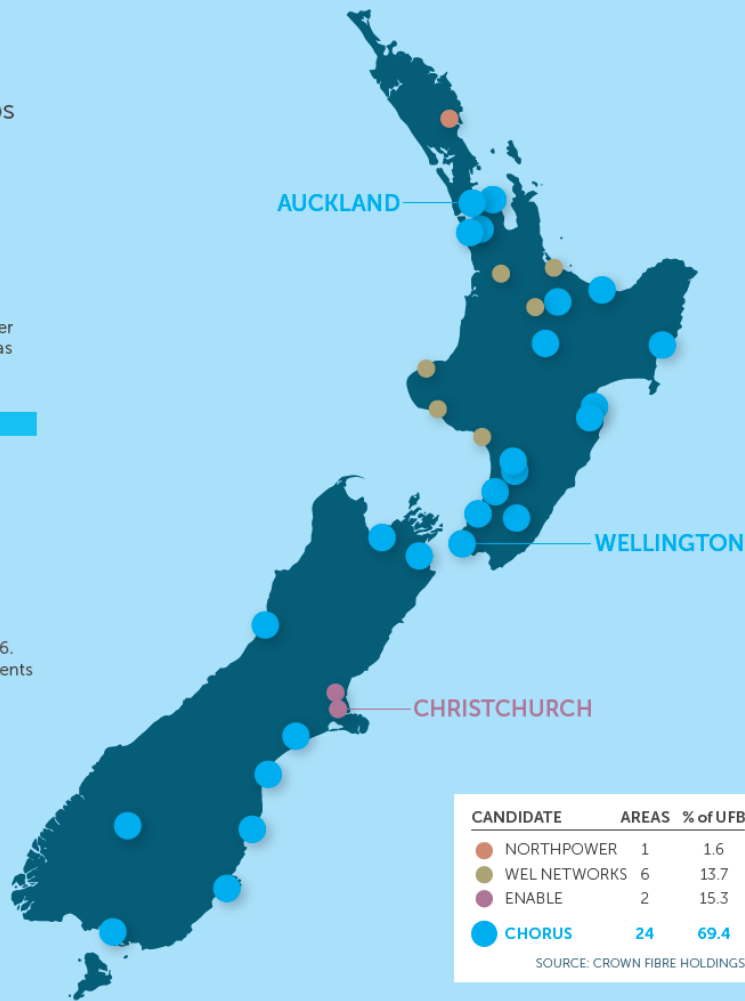 AUCKLAND
WELLINGTON
CHRISTCHURCH
CANDIDATE AREAS % of UFB
NORTHPOWER 1 1.6
WEL NETWORKS 6 13.7
ENABLE 2 15.3
CHORUS 24 69.4
SOURCE: CROWN FIBRE HOLDINGS